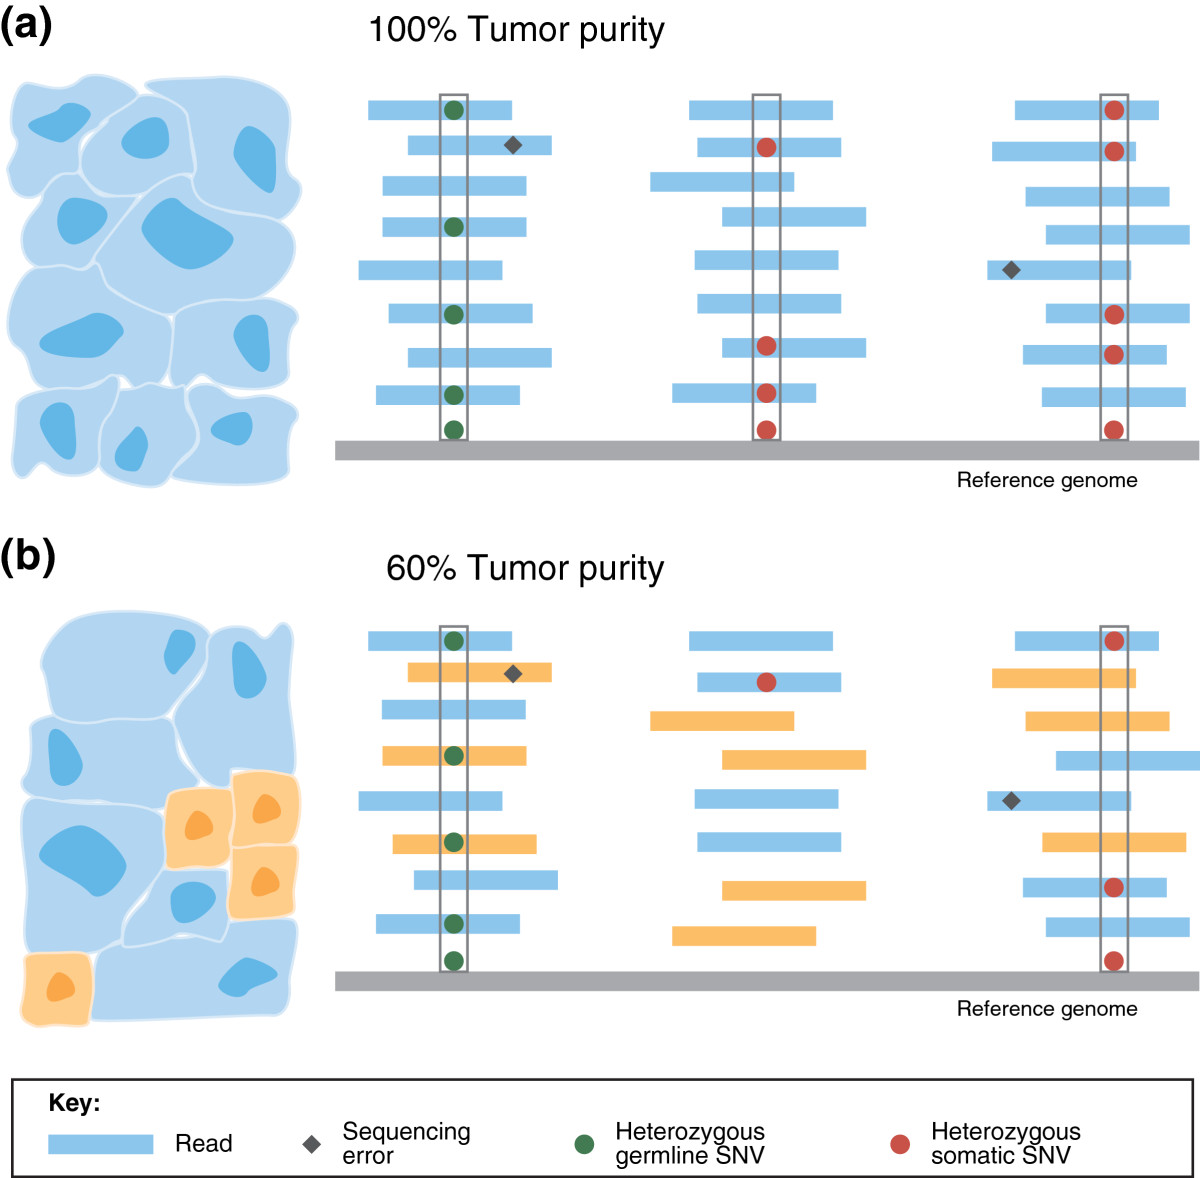 (a)
100% Tumor purity
Reference genome
(b)
60% Tumor purity
Reference genome
Key:
Read
Sequencing
error
Heterozygous
germline SNV
Heterozygous
somatic SNV